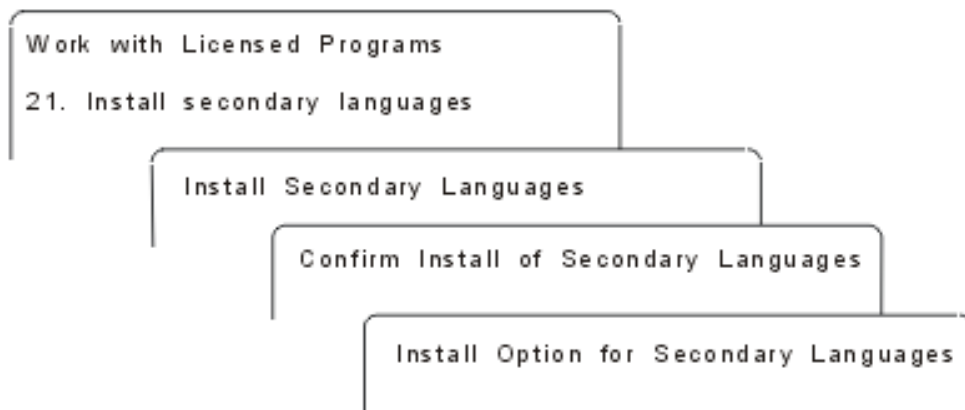 Work with Licensed Programs
21. Install secondary languages
Install Secondary Languages
Confirm Install of Secondary Languages
Install Option for Secondary Languages